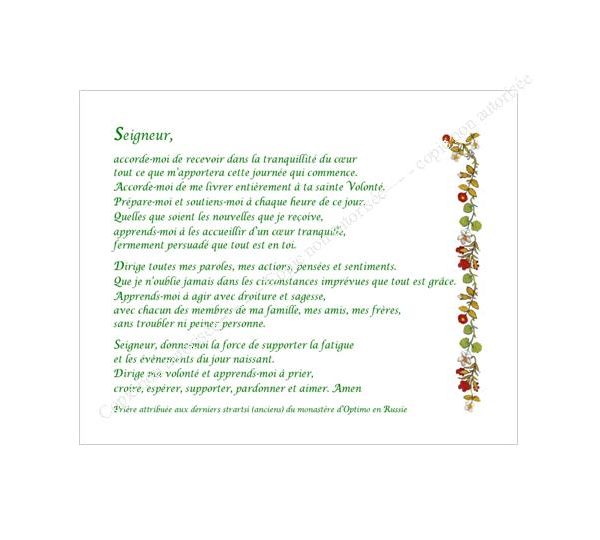 Seigneur,
accorde-moi de recevoir dans la tranquillité du cœur
tout ce que m'apportera cette journée qui commence.
Accorde-moi de me livrer entièrement à ta sainte Volonté.
Prépare-moi et soutiens-moi à chaque heure de ce jour.
Quelles que soient les nouvelles que je reçoive,
apprends-moi à les accueillir d'un cœur tranquille,
fermement persuadé que tout est en toi.
Dirige toutes mes paroles, mes actions, pensées et sentiments.
Que je n'oublie jamais dans les circonstances imprévues que tout est grâce.
Apprends-moi à agir avec droiture et sagesse,
avec chacun des membres de ma famille, mes amis, mes frères,
sans troubler ni peiner personne.
Seigneur, donne-moi la force de supporter la fatigue
et les évènements du jour naissant.
Dirige ma volonté et apprends-moi à prier,
croire, espérer, supporter, pardonner et aimer. Amen
Prière attribuée aux derniers strartsi (anciens) du monastère d'Optimo en Russie
Copie non autorisée - - - Copie non autorisée - - - copie non autorisée